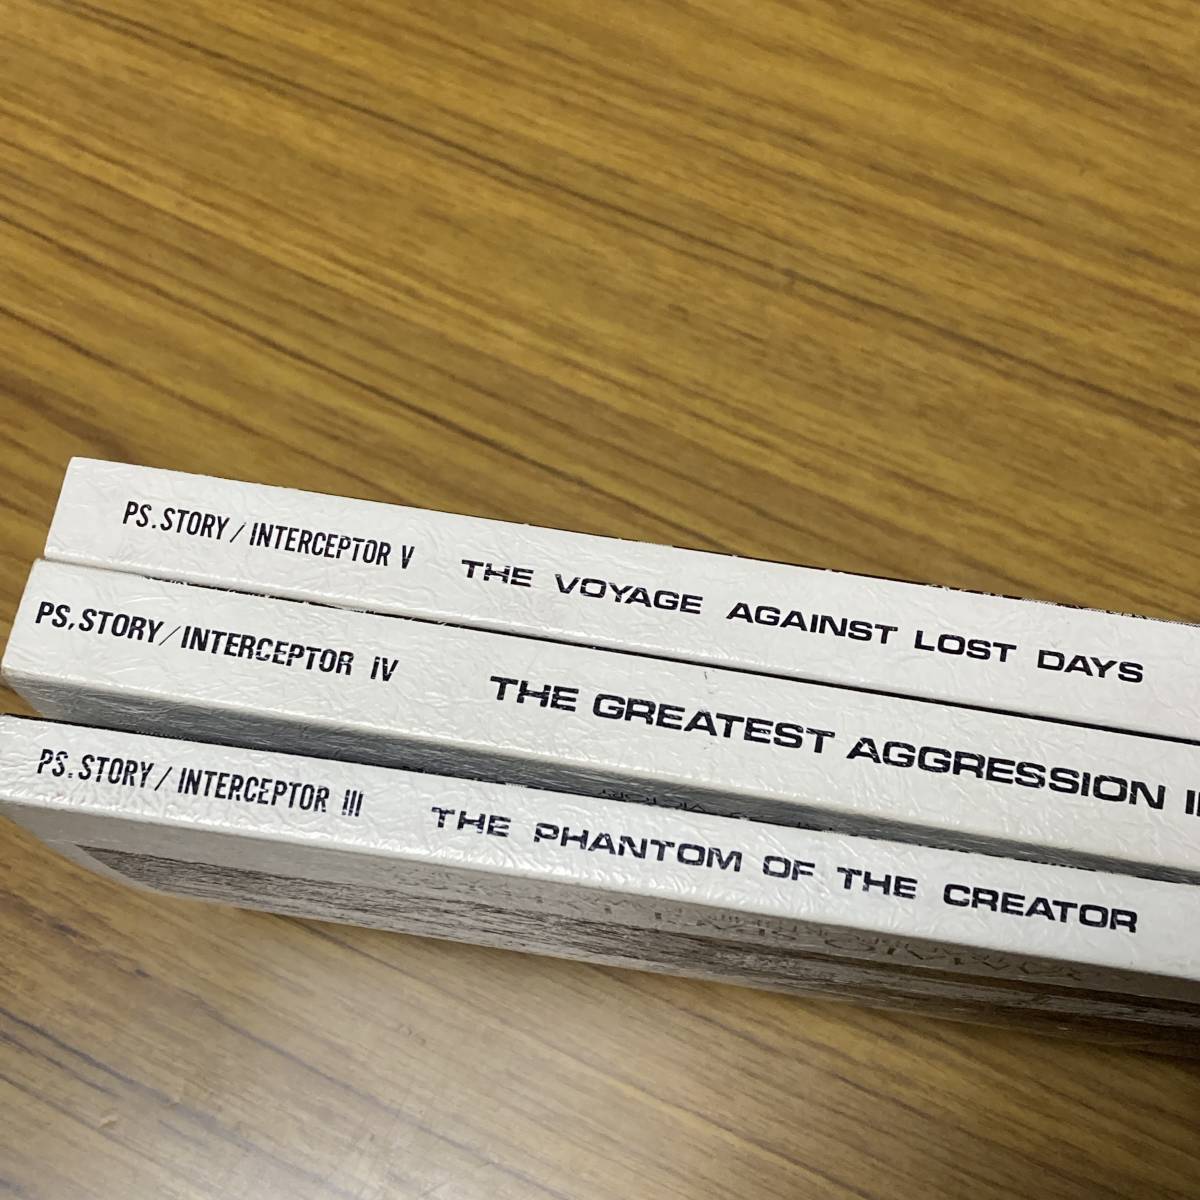 PS.STORY/INTERCEPTOR V THE VOYAGE AGAINST LOST DAYS
PS,STORY/INTERCEPTOR iV THE GREATEST AGGRESSION
PS.STORY/INTERCEPTOR III THE PHANTOM OF THE CREATOR